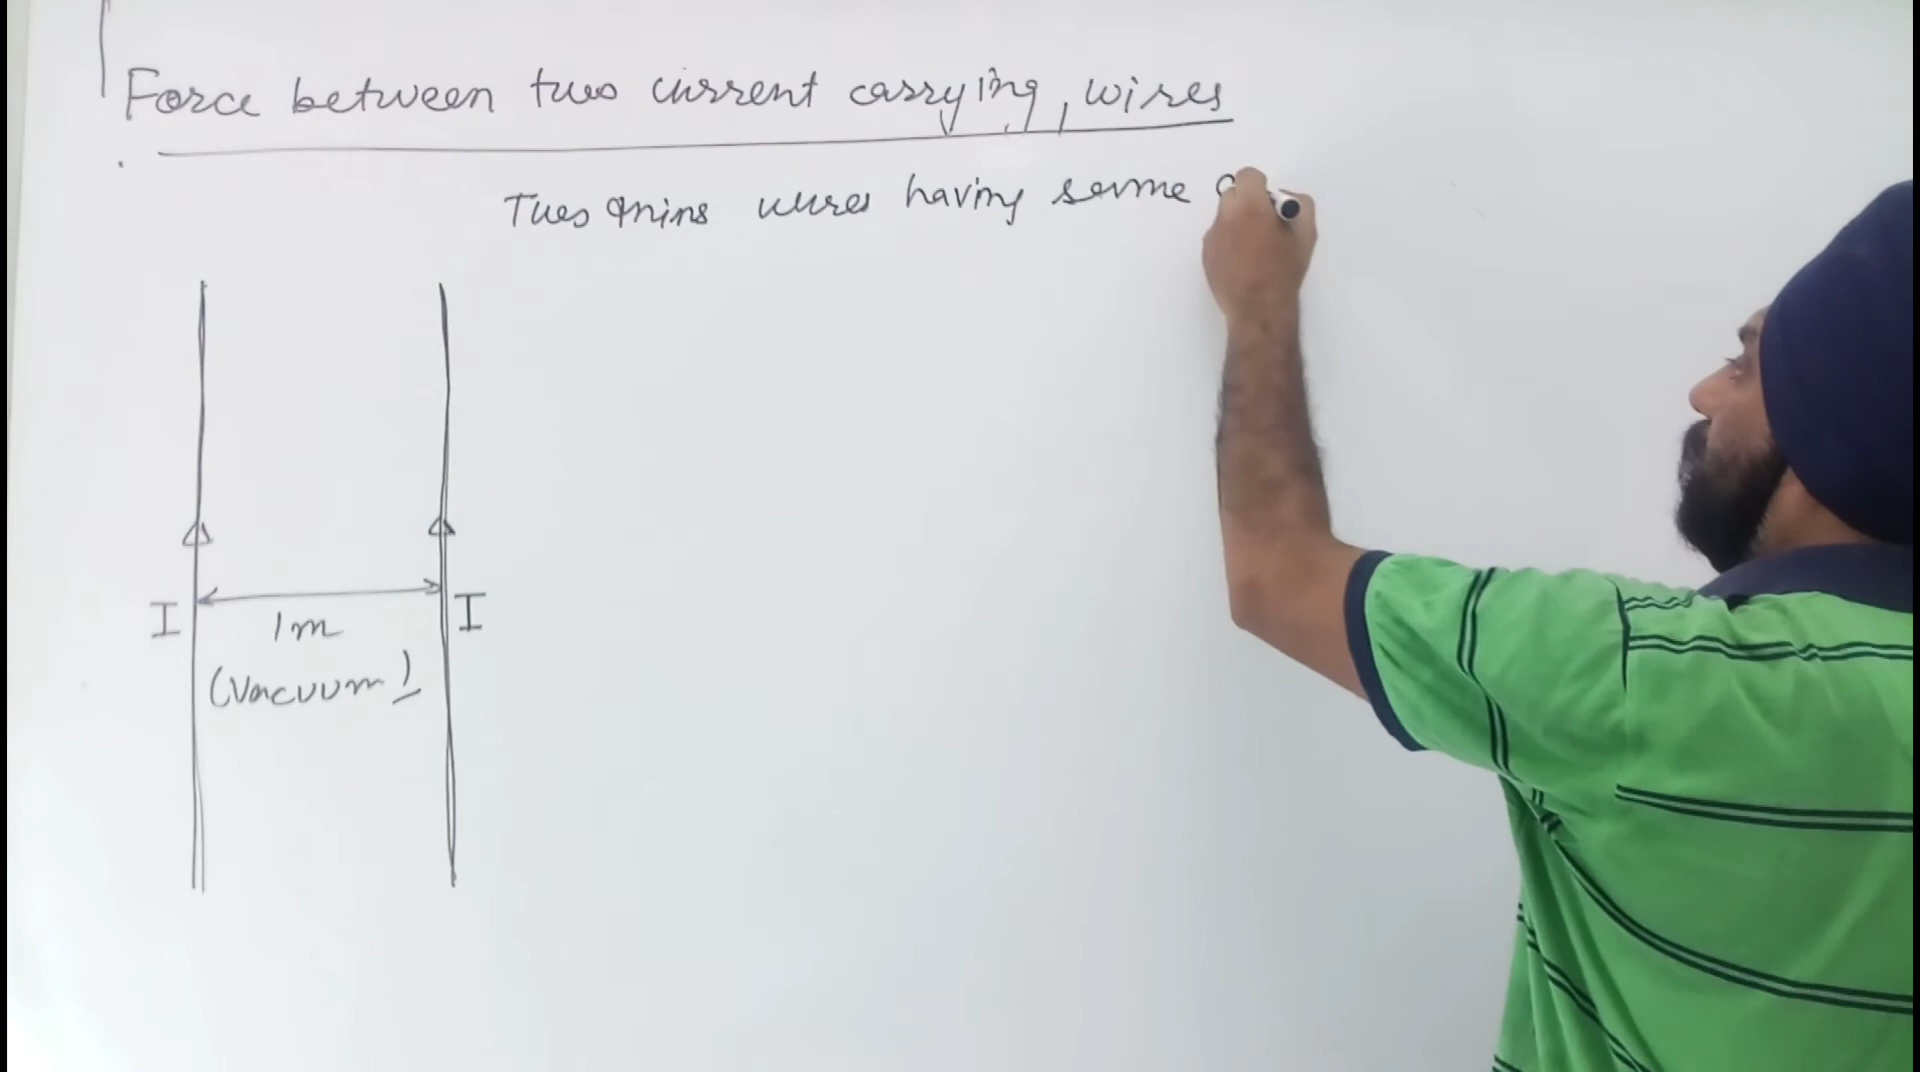 Force between two current carrying, wires
Two thins wires having same
I
1m
I
(Vacuum)